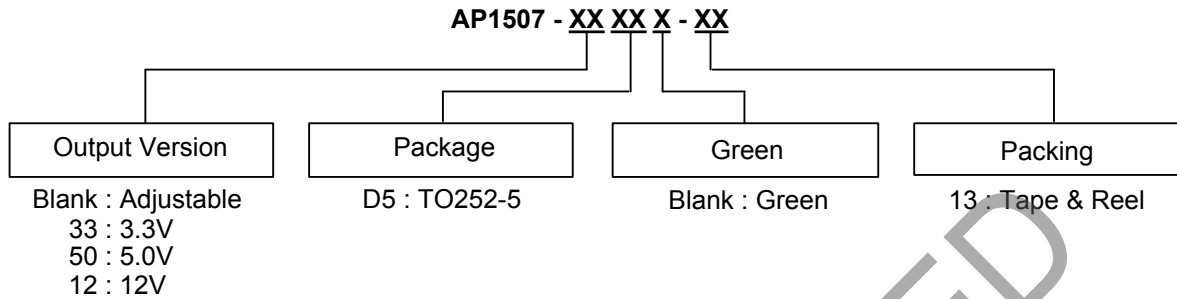 AP1507 - XX XX X - XX
Output Version
Package
Green
Packing
Blank : Adjustable
33 : 3.3V
50 : 5.0V
12 : 12V
D5 : TO252-5
Blank : Green
13 : Tape & Reel
ED